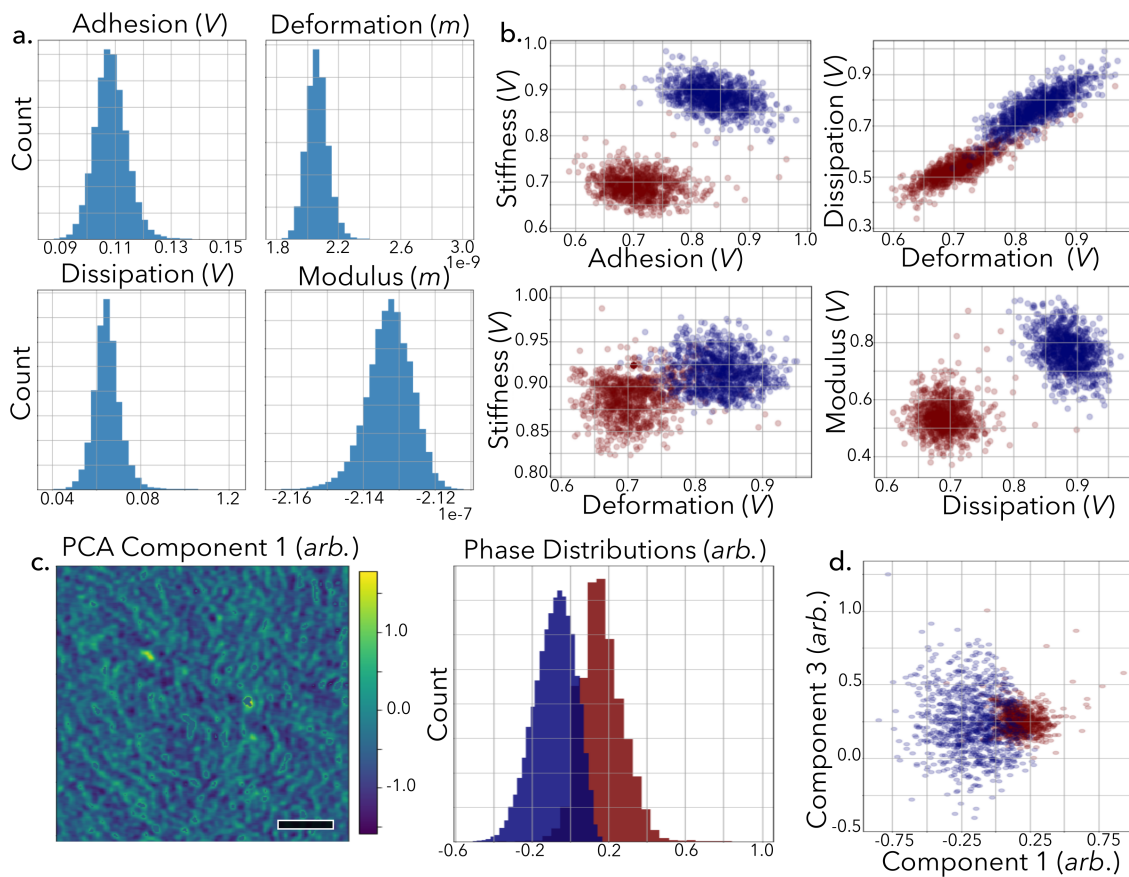 a.
Adhesion (V)
Deformation (m)
Count
0.09 0.11 0.13 0.15
1.8 2.2 2.6 3.0
1e-9
Dissipation (V)
Modulus (m)
Count
0.04 0.08 1.2
-2.16 -2.14 -2.12
1e-7
b.
Stiffness (V)
1.0
0.9
0.8
0.7
0.6
0.6 0.7 0.8 0.9 1.0
Adhesion (V)
Dissipation (V)
0.9
0.7
0.5
0.3
0.6 0.7 0.8 0.9
Deformation (V)
Stiffness (V)
1.00
0.95
0.90
0.85
0.80
0.6 0.7 0.8 0.9
Deformation (V)
Modulus (V)
0.8
0.6
0.4
0.6 0.7 0.8 0.9
Dissipation (V)
c.
PCA Component 1 (arb.)
1.0
0.0
-1.0
Phase Distributions (arb.)
Count
-0.6 -0.2 0.2 0.6 1.0
d.
Component 3 (arb.)
1.0
0.5
0.0
-0.5
-0.75 -0.25 0.25 0.75
Component 1 (arb.)